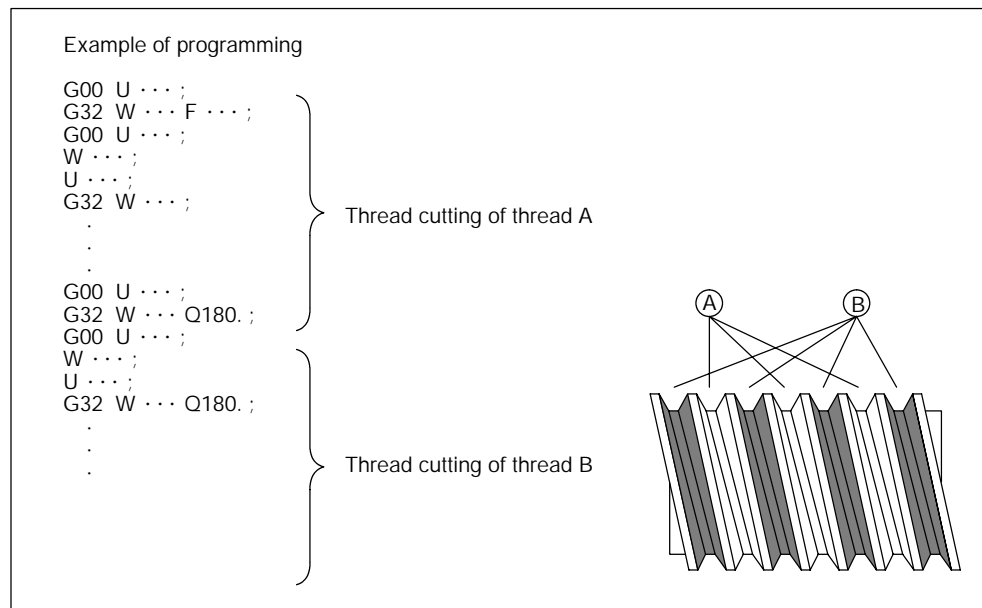 Example of programming
G00 U ··· ;
G32 W ··· F ··· ;
G00 U ··· ;
W ··· ;
U ··· ;
G32 W ··· ;
.
.
.
G00 U ··· ;
G32 W ··· Q180. ;
G00 U ··· ;
W ··· ;
U ··· ;
G32 W ··· Q180. ;
.
.
.
Thread cutting of thread A
Thread cutting of thread B
A
B